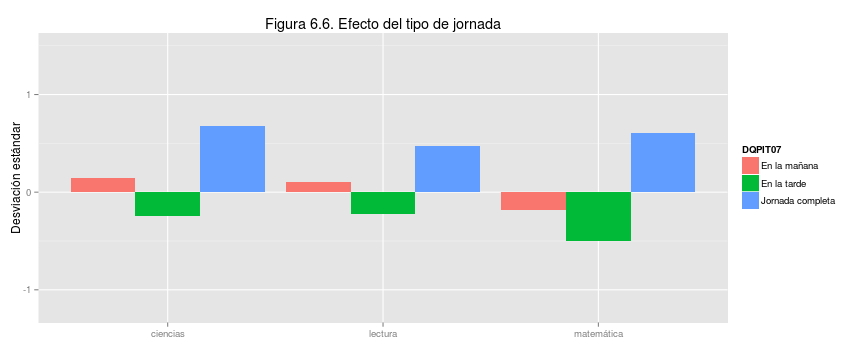 Figura 6.6. Efecto del tipo de jornada
Desviación estándar
1
0
-1
ciencias
lectura
matemática
DQPIT07
En la mañana
En la tarde
Jornada completa